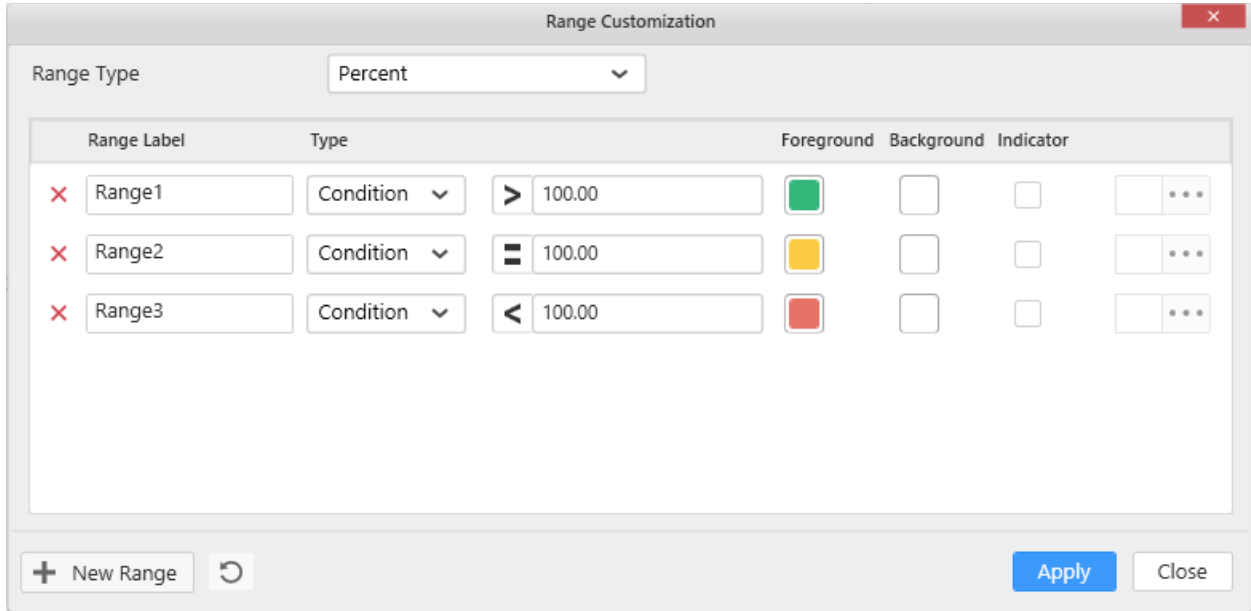 Range Customization
Range Type Percent
Range Label Type Foreground Background Indicator
Range1 Condition > 100.00
Range2 Condition = 100.00
Range3 Condition < 100.00
New Range Apply Close